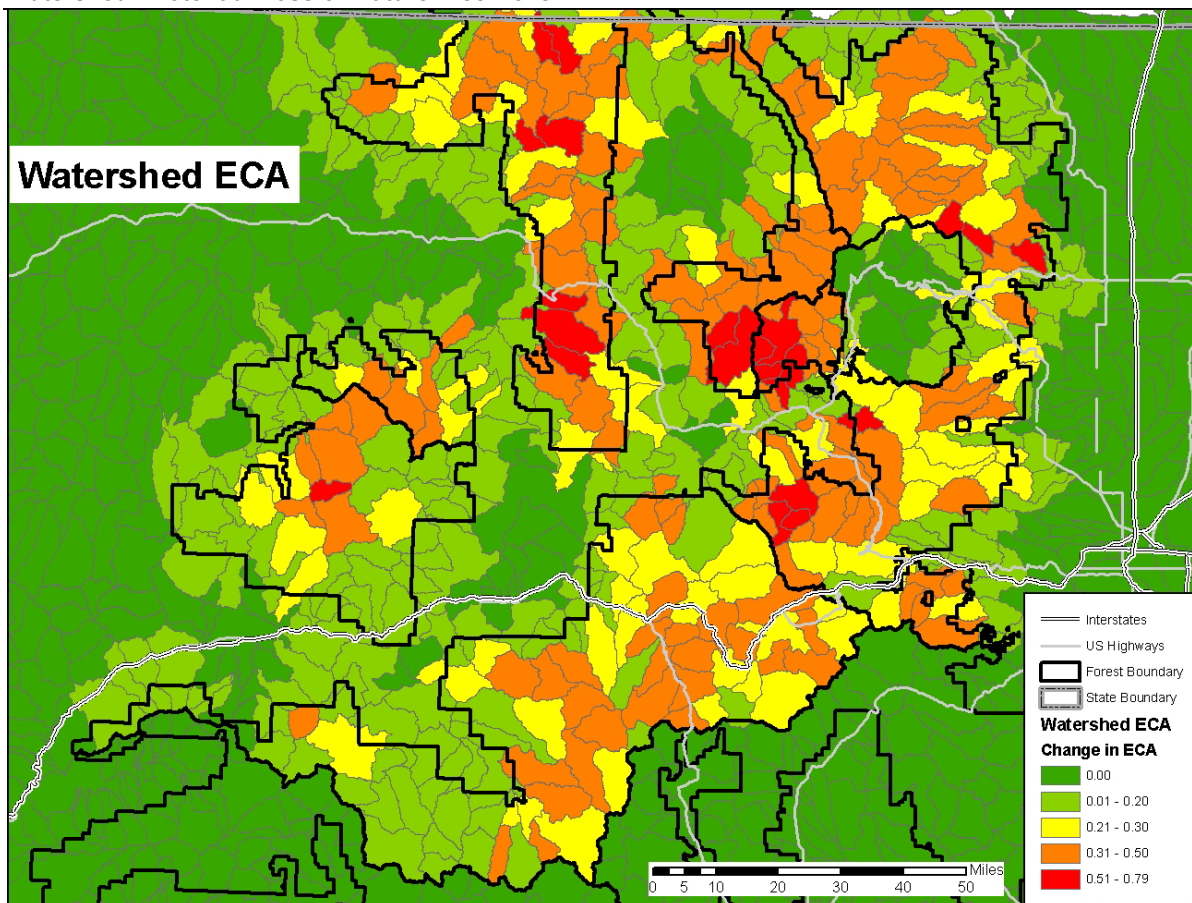 Watershed ECA
Interstates
US Highways
Forest Boundary
State Boundary
Watershed ECA
Change in ECA
0.00
0.01 - 0.20
0.21 - 0.30
0.31 - 0.50
0.51 - 0.79
Miles
0 5 10 20 30 40 50